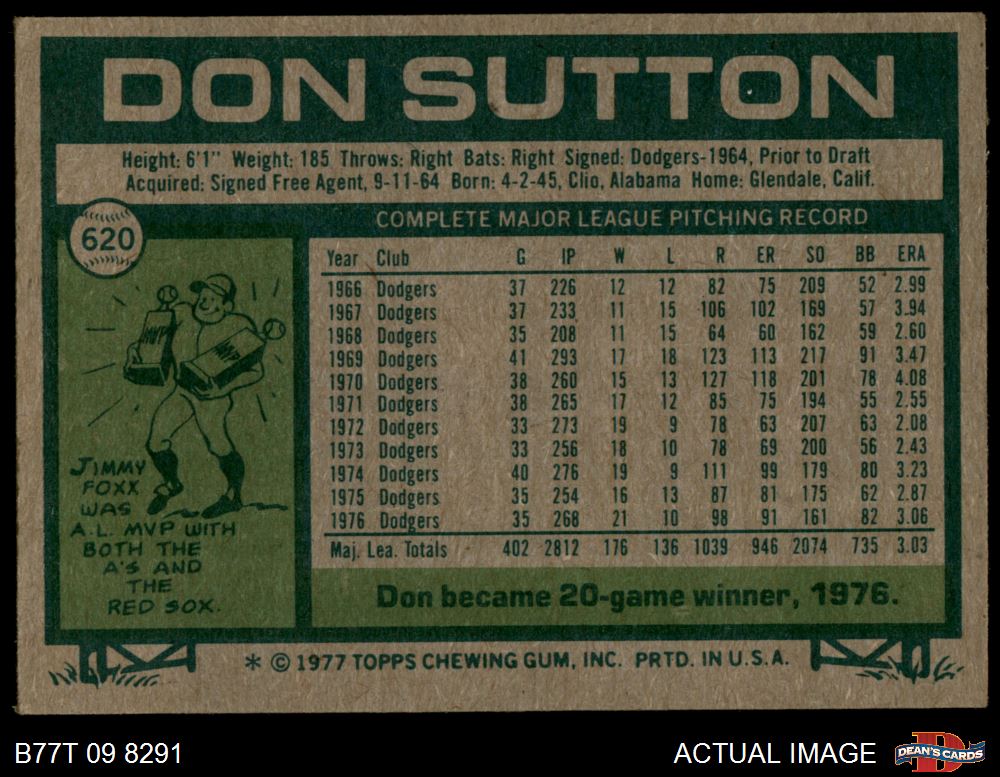 DON SUTTON
Height: 6'1" Weight: 185 Throws: Right Bats: Right Signed: Dodgers-1964, Prior to Draft
Acquired: Signed Free Agent, 9-11-64 Born: 4-2-45, Clio, Alabama Home: Glendale, Calif.
620
COMPLETE MAJOR LEAGUE PITCHING RECORD
Year Club G IP W L R ER SO BB ERA
1966 Dodgers 37 226 12 12 82 75 209 52 2.99
1967 Dodgers 37 233 11 15 106 102 169 57 3.94
1968 Dodgers 35 208 11 15 64 60 162 59 2.60
1969 Dodgers 41 293 17 18 123 113 217 91 3.47
1970 Dodgers 38 260 15 13 127 118 201 78 4.08
1971 Dodgers 38 265 17 12 85 75 194 55 2.55
1972 Dodgers 33 273 19 9 78 63 207 63 2.08
1973 Dodgers 33 256 18 10 78 69 200 56 2.43
1974 Dodgers 40 276 19 9 111 99 179 80 3.23
1975 Dodgers 35 254 16 13 87 81 175 62 2.87
1976 Dodgers 35 268 21 10 98 91 161 82 3.06
Maj. Lea. Totals 402 2812 176 136 1039 946 2074 735 3.03
MVP
MVP
JIMMY
FOXX
WAS
A.L. MVP WITH
BOTH THE
A'S AND
THE
RED SOX.
Don became 20-game winner, 1976.
* © 1977 TOPPS CHEWING GUM, INC. PRTD. IN U.S.A.
B77T 09 8291
ACTUAL IMAGE
DEAN'S CARDS